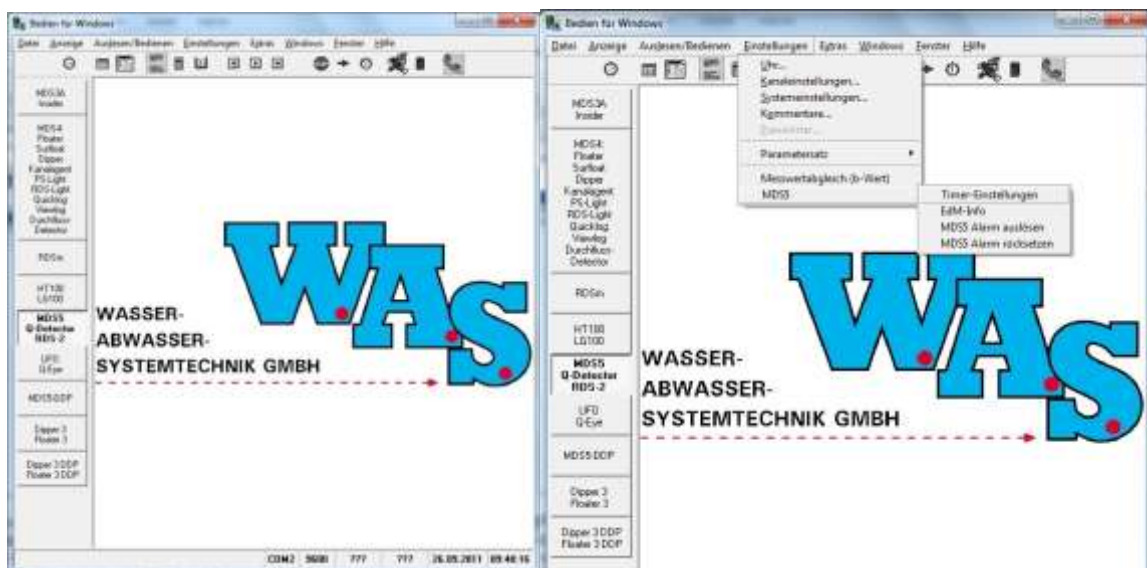 Bedien für Windows
Datei Anzeige Auslesen/Bedienen Einstellungen Extras Windows Fenster Hilfe
MDS3A
Insider
MDS4:
Floater
Surfloat
Dipper
Kanalagent
PS-Light
RDS-Light
Quicklog
Viewlog
Durchfluss-
Detector
RDSm
HT100
LG100
MDS5
Q-Detector
RDS-2
UFO
Q-Eye
MDS5 DDP
Dipper 3
Floater 3
Dipper 3 DDP
Floater 3 DDP
WAS
WASSER-
ABWASSER-
SYSTEMTECHNIK GMBH
COM2 9600 ??? ??? 26.09.2011 09:40:16
Bedien für Windows
Datei Anzeige Auslesen/Bedienen Einstellungen Extras Windows Fenster Hilfe
Uhr...
Kanaleinstellungen...
Systemeinstellungen...
Kommentare...
Parametersatz
Messwertabgleich (b-Wert)
MDS5
Timer-Einstellungen
EdM-Info
MDS5 Alarm auslösen
MDS5 Alarm rücksetzen
MDS3A
Insider
MDS4:
Floater
Surfloat
Dipper
Kanalagent
PS-Light
RDS-Light
Quicklog
Viewlog
Durchfluss-
Detector
RDSm
HT100
LG100
MDS5
Q-Detector
RDS-2
UFO
Q-Eye
MDS5 DDP
Dipper 3
Floater 3
Dipper 3 DDP
Floater 3 DDP
WAS
WASSER-
ABWASSER-
SYSTEMTECHNIK GMBH